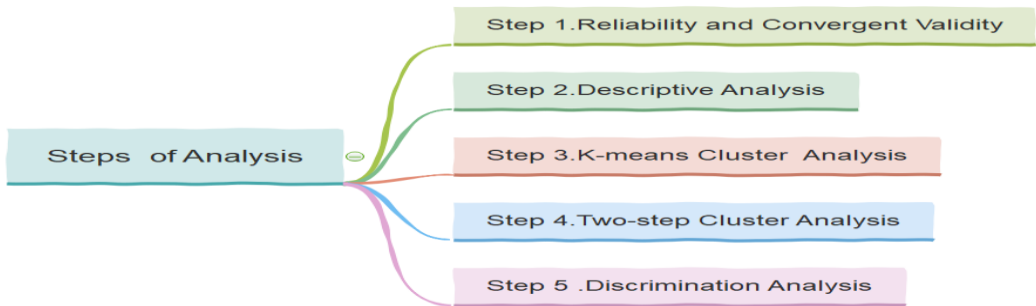 Steps of Analysis
Step 1.Reliability and Convergent Validity
Step 2.Descriptive Analysis
Step 3.K-means Cluster Analysis
Step 4.Two-step Cluster Analysis
Step 5 .Discrimination Analysis